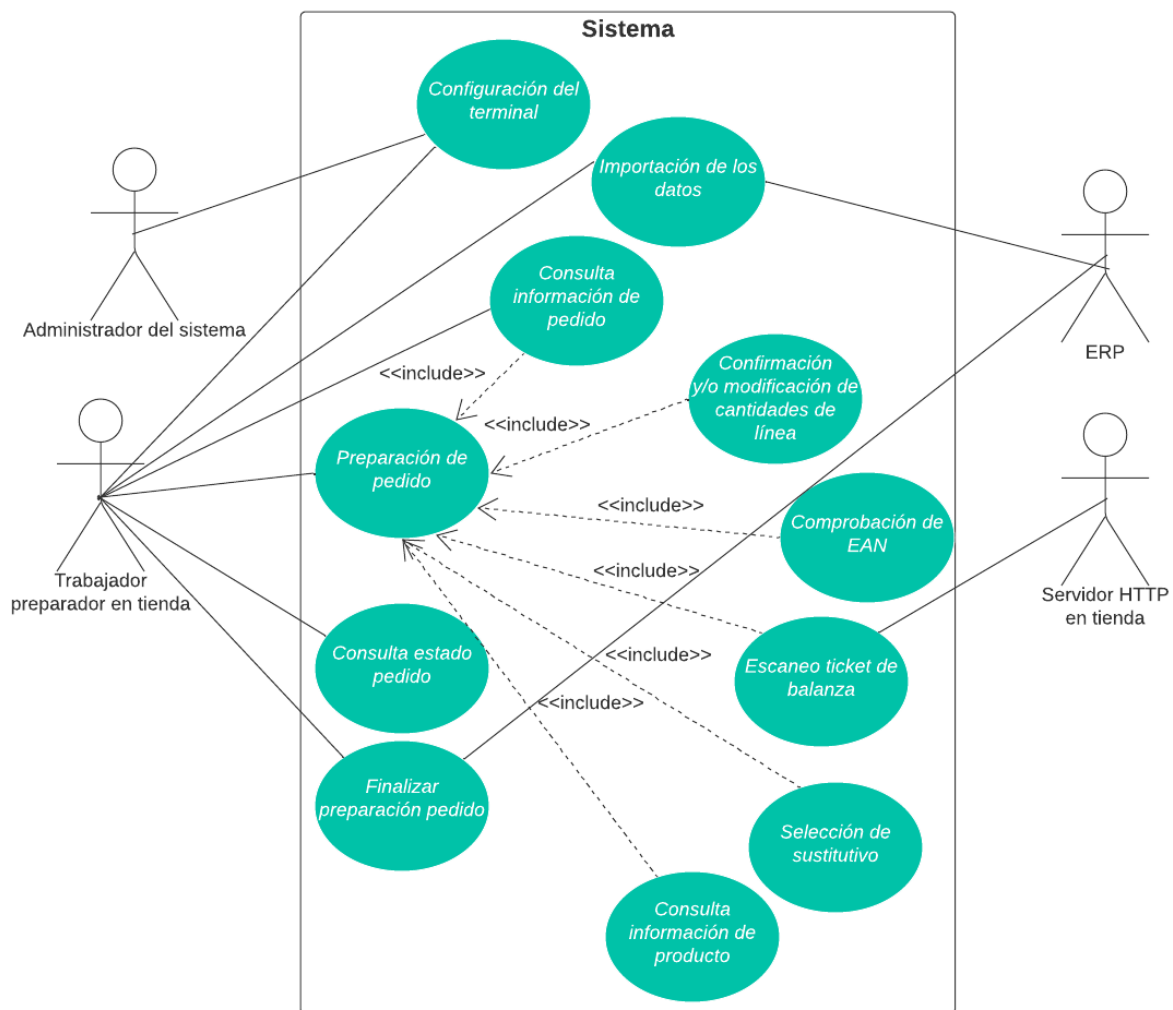 Sistema
Configuración del
terminal
Importación de los
datos
Consulta
información de
pedido
Administrador del sistema
ERP
<<include>>
Confirmación
y/o modificación de
cantidades de
línea
<<include>>
Preparación de
pedido
<<include>>
Comprobación de
EAN
<<include>>
Trabajador
preparador en tienda
Servidor HTTP
en tienda
Consulta estado
pedido
<<include>>
Escaneo ticket de
balanza
<<include>>
Finalizar
preparación pedido
Selección de
sustitutivo
Consulta
información de
producto